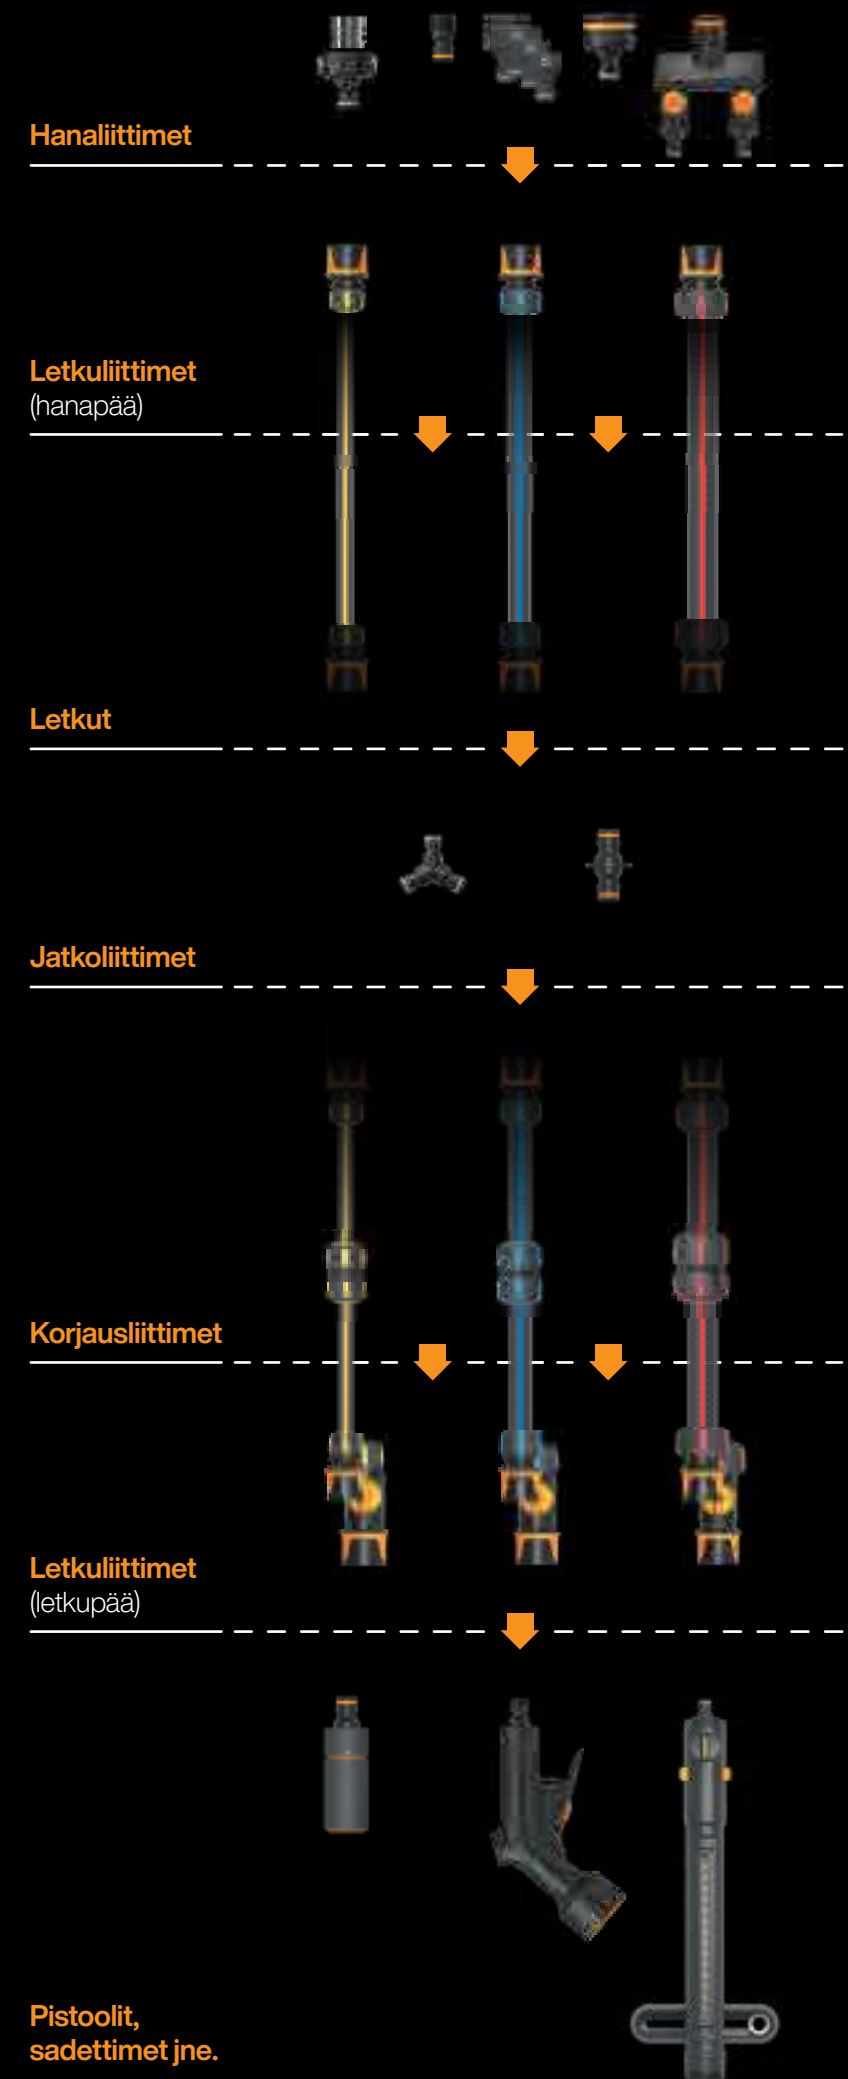 Hanaliittimet
Letkuliittimet
(hanapää)
Letkut
Jatkoliittimet
Korjausliittimet
Letkuliittimet
(letkupää)
Pistoolit,
sadettimet jne.